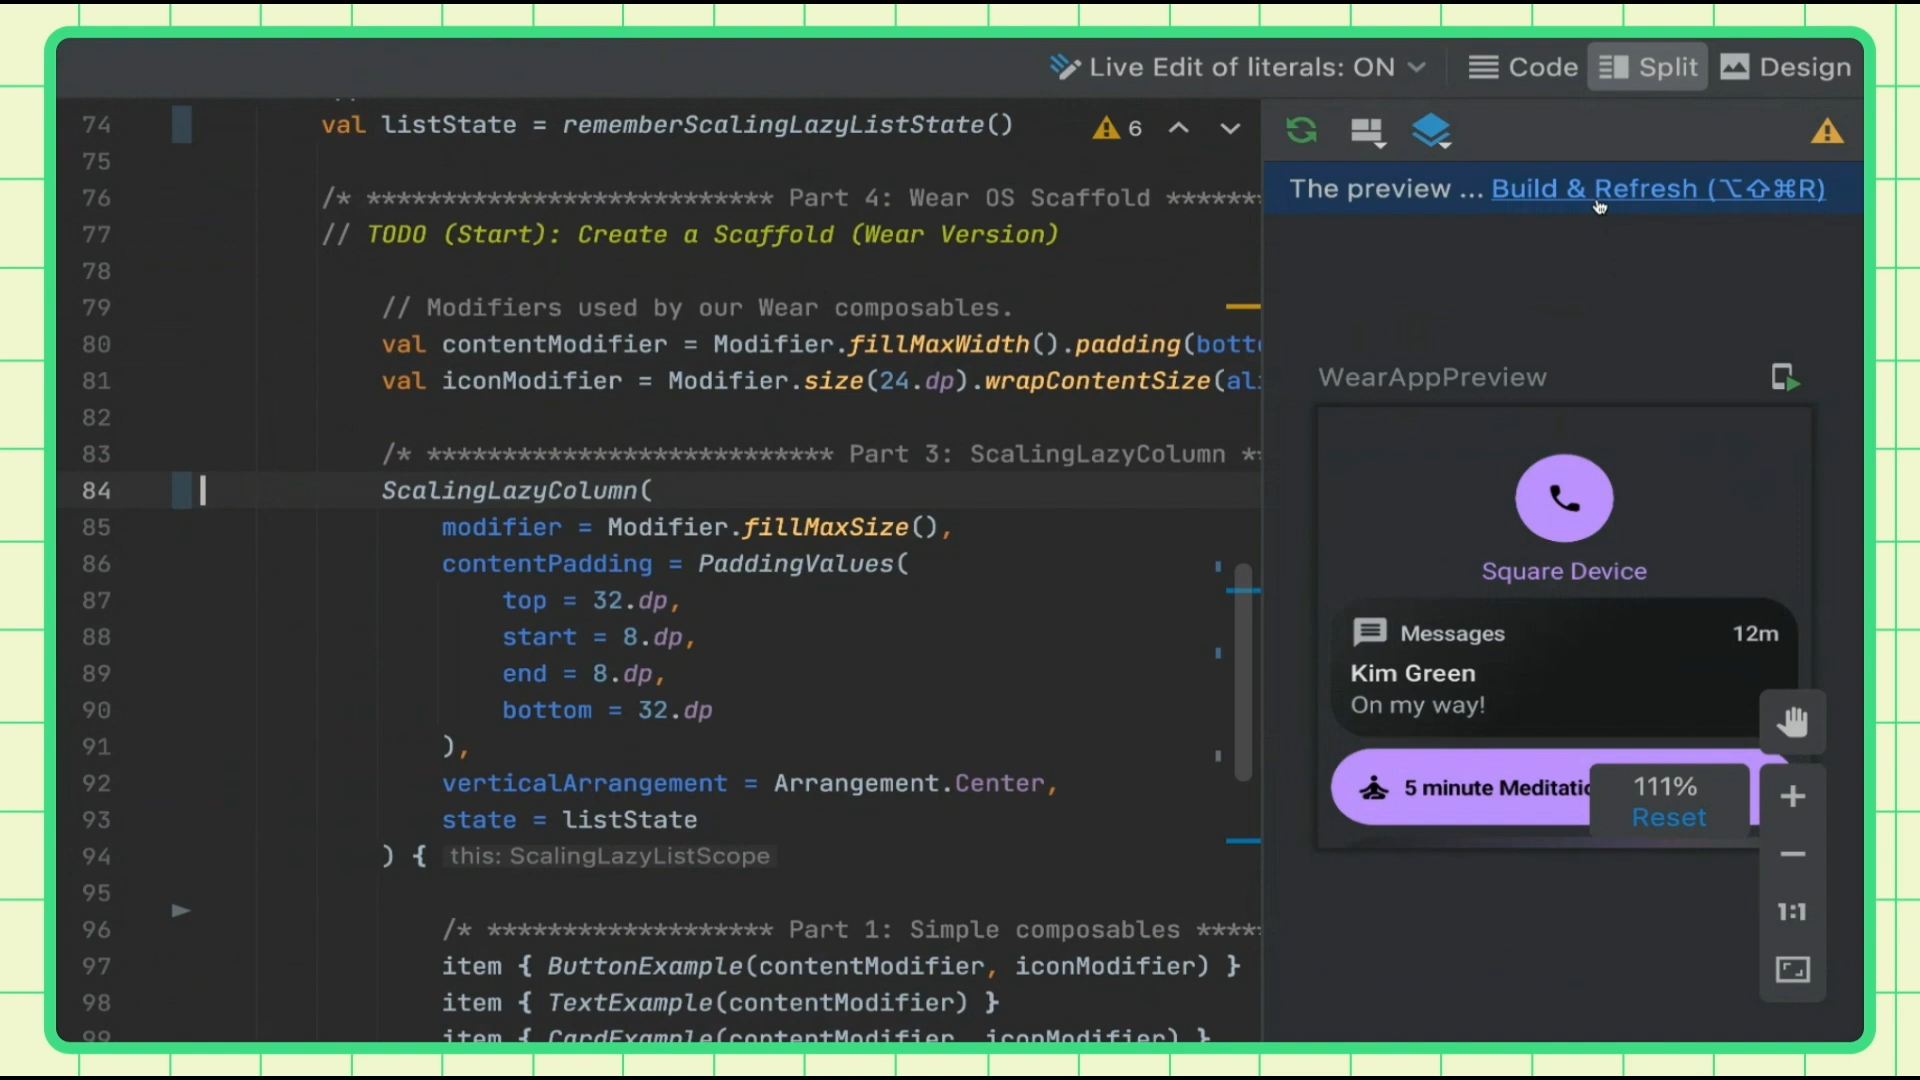 Live Edit of literals: ON
Code
Split
Design
74 val listState = rememberScalingLazyListState()
6
75
76 /* *************************** Part 4: Wear OS Scaffold *******
77 // TODO (Start): Create a Scaffold (Wear Version)
78
79 // Modifiers used by our Wear composables.
80 val contentModifier = Modifier.fillMaxWidth().padding(bott
81 val iconModifier = Modifier.size(24.dp).wrapContentSize(ali
82
83 /* *************************** Part 3: ScalingLazyColumn **
84 ScalingLazyColumn(
85 modifier = Modifier.fillMaxSize(),
86 contentPadding = PaddingValues(
87 top = 32.dp,
88 start = 8.dp,
89 end = 8.dp,
90 bottom = 32.dp
91 ),
92 verticalArrangement = Arrangement.Center,
93 state = listState
94 ) { this: ScalingLazyListScope
95
96 /* ******************* Part 1: Simple composables *****
97 item { ButtonExample(contentModifier, iconModifier) }
98 item { TextExample(contentModifier) }
99 item { CardExample(contentModifier, iconModifier) }
The preview ... Build & Refresh (⌥⇧⌘R)
WearAppPreview
Square Device
Messages 12m
Kim Green
On my way!
5 minute Meditatio
111%
Reset
1:1